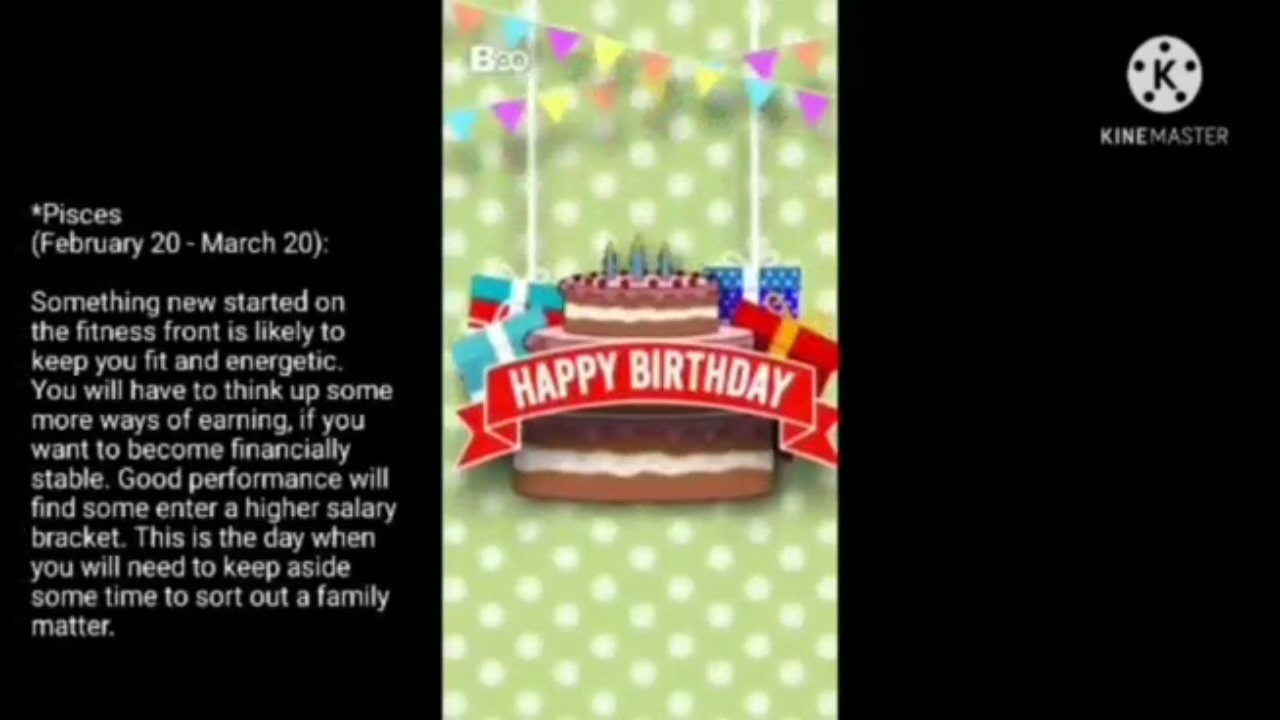 *Pisces
(February 20 - March 20):
Something new started on
the fitness front is likely to
keep you fit and energetic.
You will have to think up some
more ways of earning, if you
want to become financially
stable. Good performance will
find some enter a higher salary
bracket. This is the day when
you will need to keep aside
some time to sort out a family
matter.
Boo
HAPPY BIRTHDAY
K
KINEMASTER